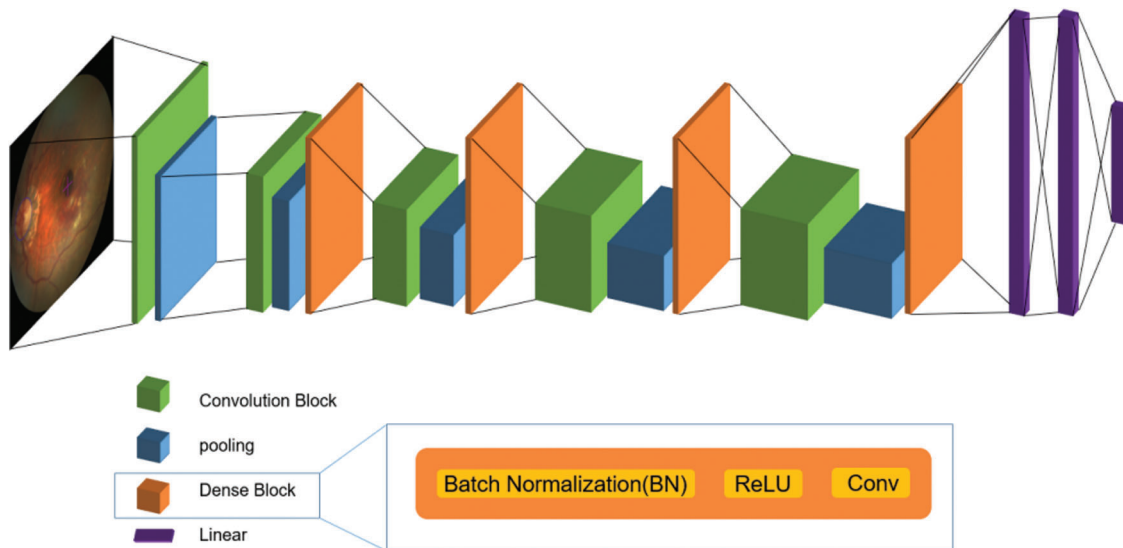 Convolution Block
pooling
Dense Block
Linear
Batch Normalization(BN) ReLU Conv